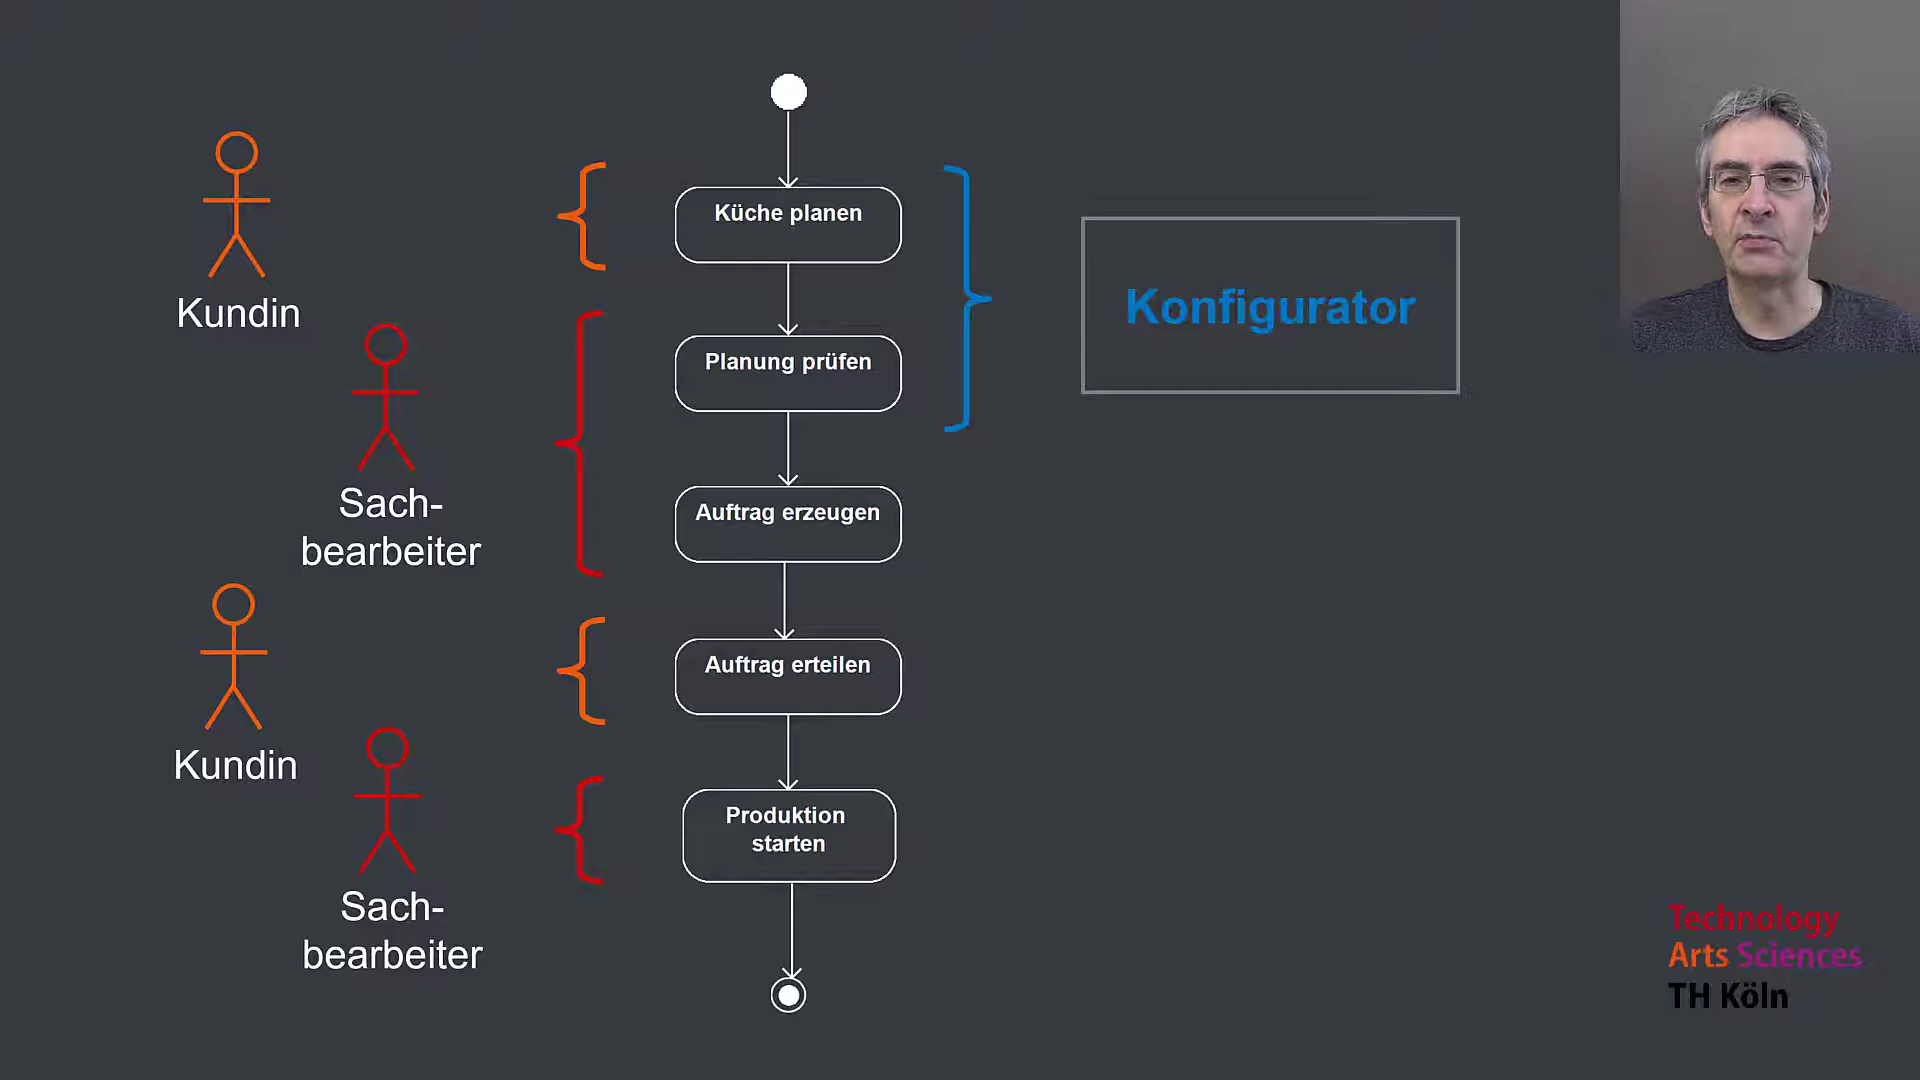 Kundin
Sach-
bearbeiter
Kundin
Sach-
bearbeiter
Küche planen
Planung prüfen
Auftrag erzeugen
Auftrag erteilen
Produktion
starten
Konfigurator
Technology
Arts Sciences
TH Köln